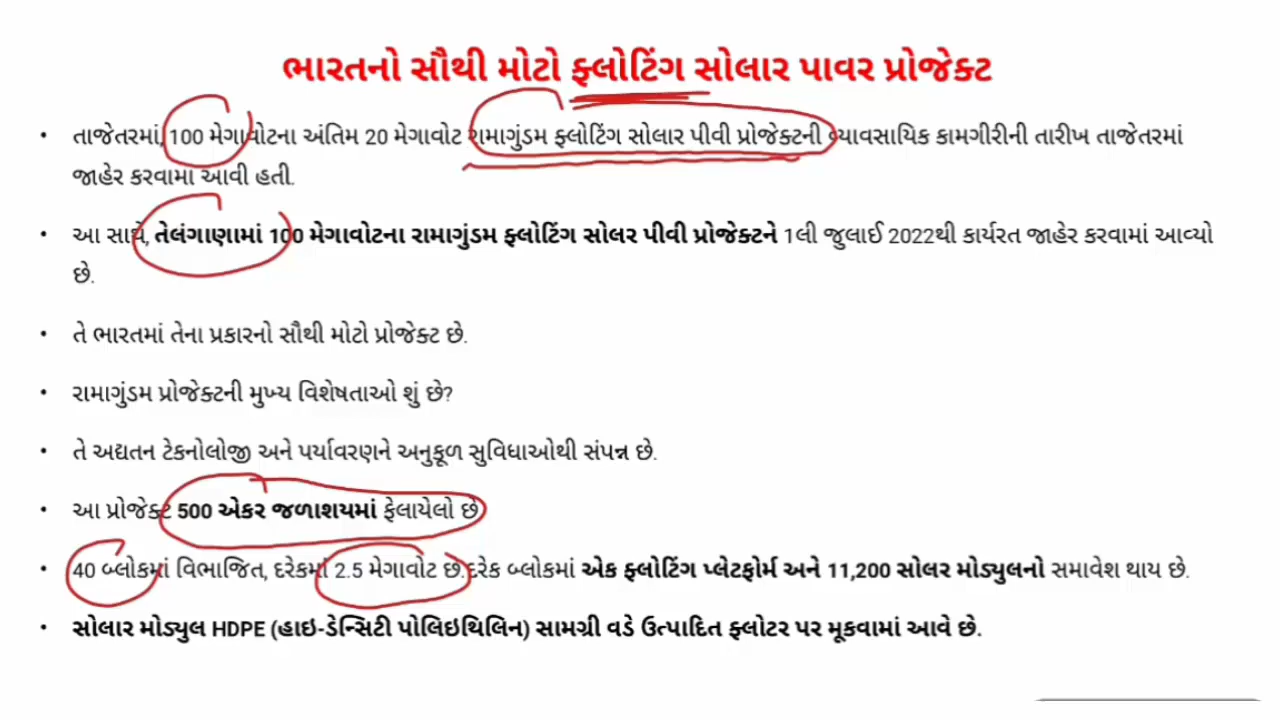 ભારતનો સૌથી મોટો ફ્લોટિંગ સોલાર પાવર પ્રોજેક્ટ
• તાજેતરમાં, 100 મેગાવોટના અંતિમ 20 મેગાવોટ રામાગુંડમ ફ્લોટિંગ સોલાર પીવી પ્રોજેક્ટની વ્યાવસાયિક કામગીરીની તારીખ તાજેતરમાં
જાહેર કરવામાં આવી હતી.
• આ સાથે, તેલંગાણામાં 100 મેગાવોટના રામાગુંડમ ફ્લોટિંગ સોલર પીવી પ્રોજેક્ટને 1લી જુલાઈ 2022થી કાર્યરત જાહેર કરવામાં આવ્યો
છે.
• તે ભારતમાં તેના પ્રકારનો સૌથી મોટો પ્રોજેક્ટ છે.
• રામાગુંડમ પ્રોજેક્ટની મુખ્ય વિશેષતાઓ શું છે?
• તે અદ્યતન ટેકનોલોજી અને પર્યાવરણને અનુકૂળ સુવિધાઓથી સંપન્ન છે.
• આ પ્રોજેક્ટ 500 એકર જળાશયમાં ફેલાયેલો છે
• 40 બ્લોકમાં વિભાજિત, દરેકમાં 2.5 મેગાવોટ છે. દરેક બ્લોકમાં એક ફ્લોટિંગ પ્લેટફોર્મ અને 11,200 સોલર મોડ્યુલનો સમાવેશ થાય છે.
• સોલાર મોડ્યુલ HDPE (હાઇ-ડેન્સિટી પોલિઇથિલિન) સામગ્રી વડે ઉત્પાદિત ફ્લોટર પર મૂકવામાં આવે છે.